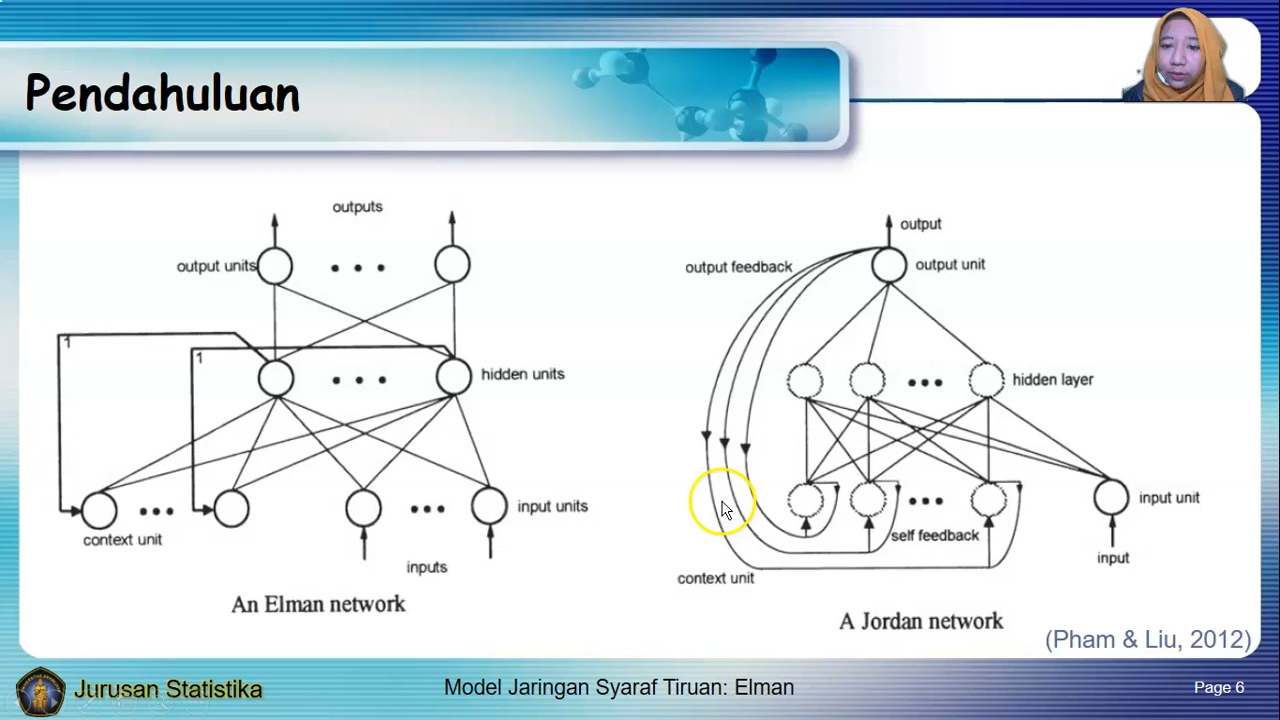 Pendahuluan
outputs
output units
1
1
hidden units
input units
context unit
inputs
An Elman network
output
output feedback
output unit
hidden layer
input unit
self feedback
input
context unit
A Jordan network
(Pham & Liu, 2012)
Jurusan Statistika
Model Jaringan Syaraf Tiruan: Elman
Page 6